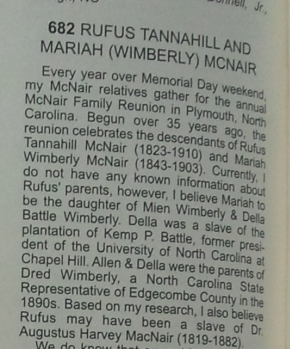 Jr.,
682 RUFUS TANNAHILL AND
MARIAH (WIMBERLY) MCNAIR
Every year over Memorial Day weekend,
my McNair relatives gather for the annual
McNair Family Reunion in Plymouth, North
Carolina. Begun over 35 years ago, the
reunion celebrates the descendants of Rufus
Tannahill McNair (1823-1910) and Mariah
Wimberly McNair (1843-1903). Currently, I
do not have any known information about
Rufus' parents, however, I believe Mariah to
be the daughter of Mien Wimberly & Della
Battle Wimberly. Della was a slave of the
plantation of Kemp P. Battle, former presi-
dent of the University of North Carolina at
Chapel Hill. Allen & Della were the parents of
Dred Wimberly, a North Carolina State
Representative of Edgecombe County in the
1890s. Based on my research, I also believe
Rufus may have been a slave of Dr.
Augustus Harvey McNair (1819-1882).
We do know that